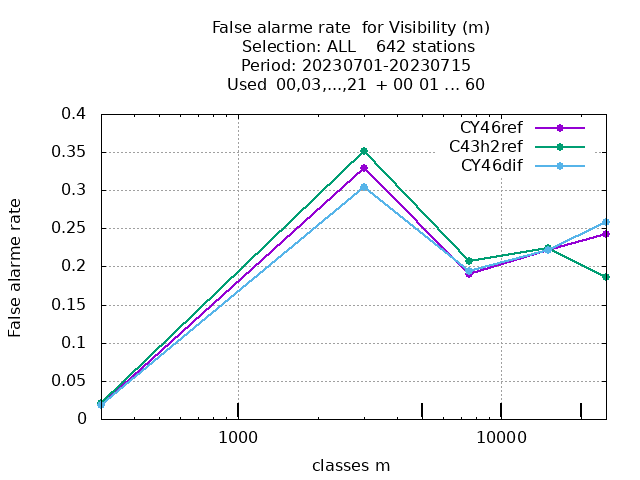 False alarme rate  for Visibility (m)
Selection: ALL    642 stations
Period: 20230701-20230715
Used  00,03,...,21  + 00 01 ... 60
CY46ref
C43h2ref
CY46dif
0.4
0.35
0.3
0.25
0.2
0.15
0.1
0.05
0
False alarme rate
1000
10000
classes m